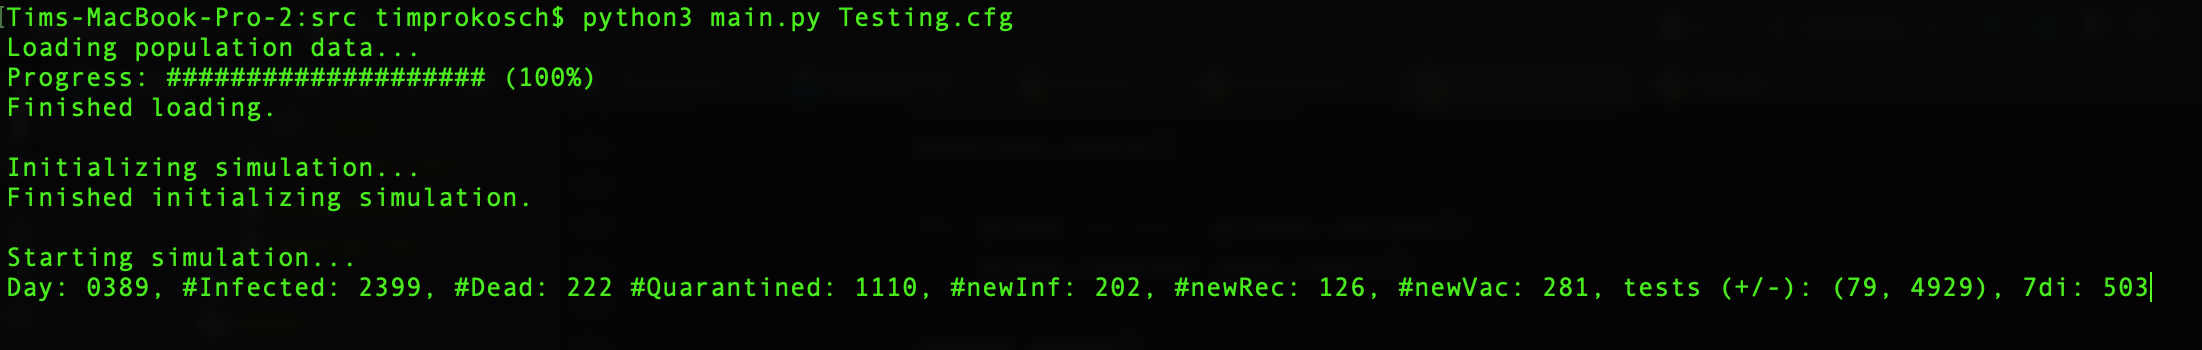 Tims-MacBook-Pro-2:src timprokosch$ python3 main.py Testing.cfg
Loading population data...
Progress: #################### (100%)
Finished loading.
Initializing simulation...
Finished initializing simulation.
Starting simulation...
Day: 0389, #Infected: 2399, #Dead: 222 #Quarantined: 1110, #newInf: 202, #newRec: 126, #newVac: 281, tests (+/-): (79, 4929), 7di: 503